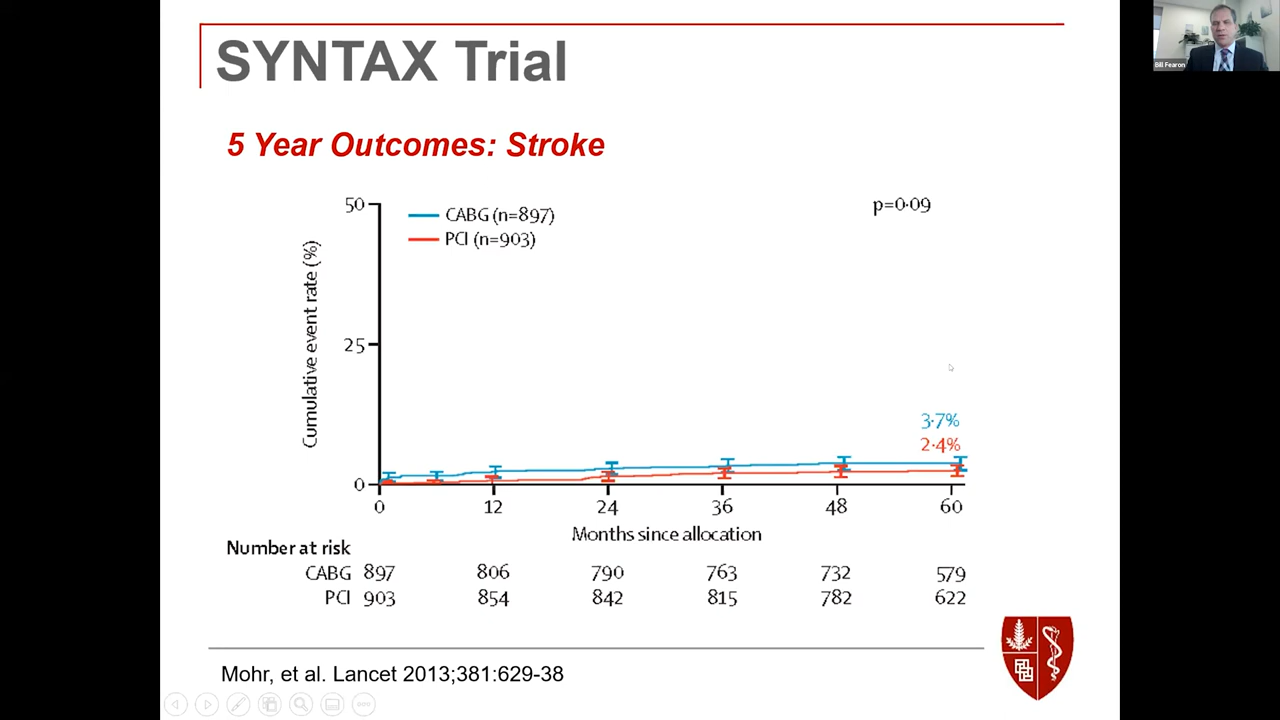 SYNTAX Trial
Bill Fearon
5 Year Outcomes: Stroke
50
CABG (n=897)
PCI (n=903)
p=0·09
Cumulative event rate (%)
25
3·7%
2·4%
0
0 12 24 36 48 60
Months since allocation
Number at risk
CABG 897 806 790 763 732 579
PCI 903 854 842 815 782 622
Mohr, et al. Lancet 2013;381:629-38